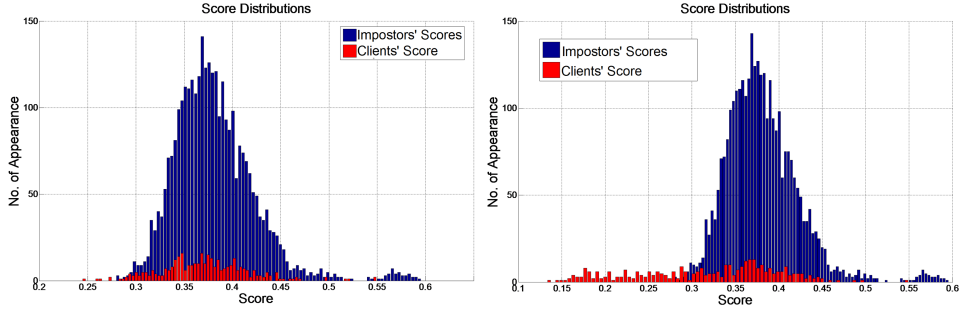 Score Distributions
150
100
50
0
No. of Appearance
Impostors' Scores
Clients' Score
0.2 0.25 0.3 0.35 0.4 0.45 0.5 0.55 0.6
Score
Score Distributions
150
100
50
0
No. of Appearance
Impostors' Scores
Clients' Score
0.1 0.15 0.2 0.25 0.3 0.35 0.4 0.45 0.5 0.55 0.6
Score